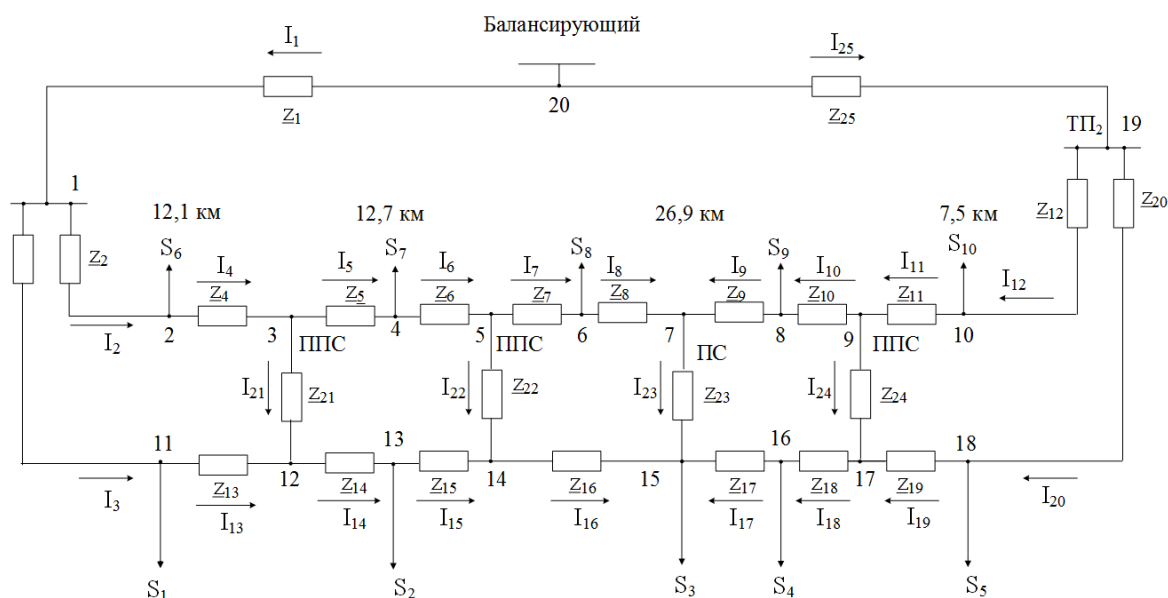 Балансирующий
I1 I25
20
Z1 Z25
ТП2 19
1
Z12 Z20
12,1 км 12,7 км 26,9 км 7,5 км
Z2 S6 S7 S8 S9 S10
I4 I5 I6 I7 I8 I9 I10 I11 I12
Z4 Z5 Z6 Z7 Z8 Z9 Z10 Z11
2 3 4 5 6 7 8 9 10
I2 ППС ППС ПС ППС
I21 Z21 I22 Z22 I23 Z23 I24 Z24
11 13 16 18
12 14 15 17
I3 Z13 Z14 Z15 Z16 Z17 Z18 Z19 I20
I13 I14 I15 I16 I17 I18 I19
S1 S2 S3 S4 S5